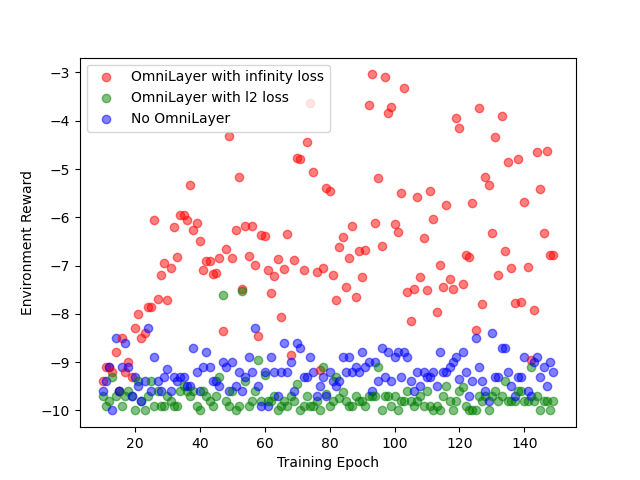 OmniLayer with infinity loss
OmniLayer with l2 loss
No OmniLayer
Environment Reward
−3
−4
−5
−6
−7
−8
−9
−10
20 40 60 80 100 120 140
Training Epoch